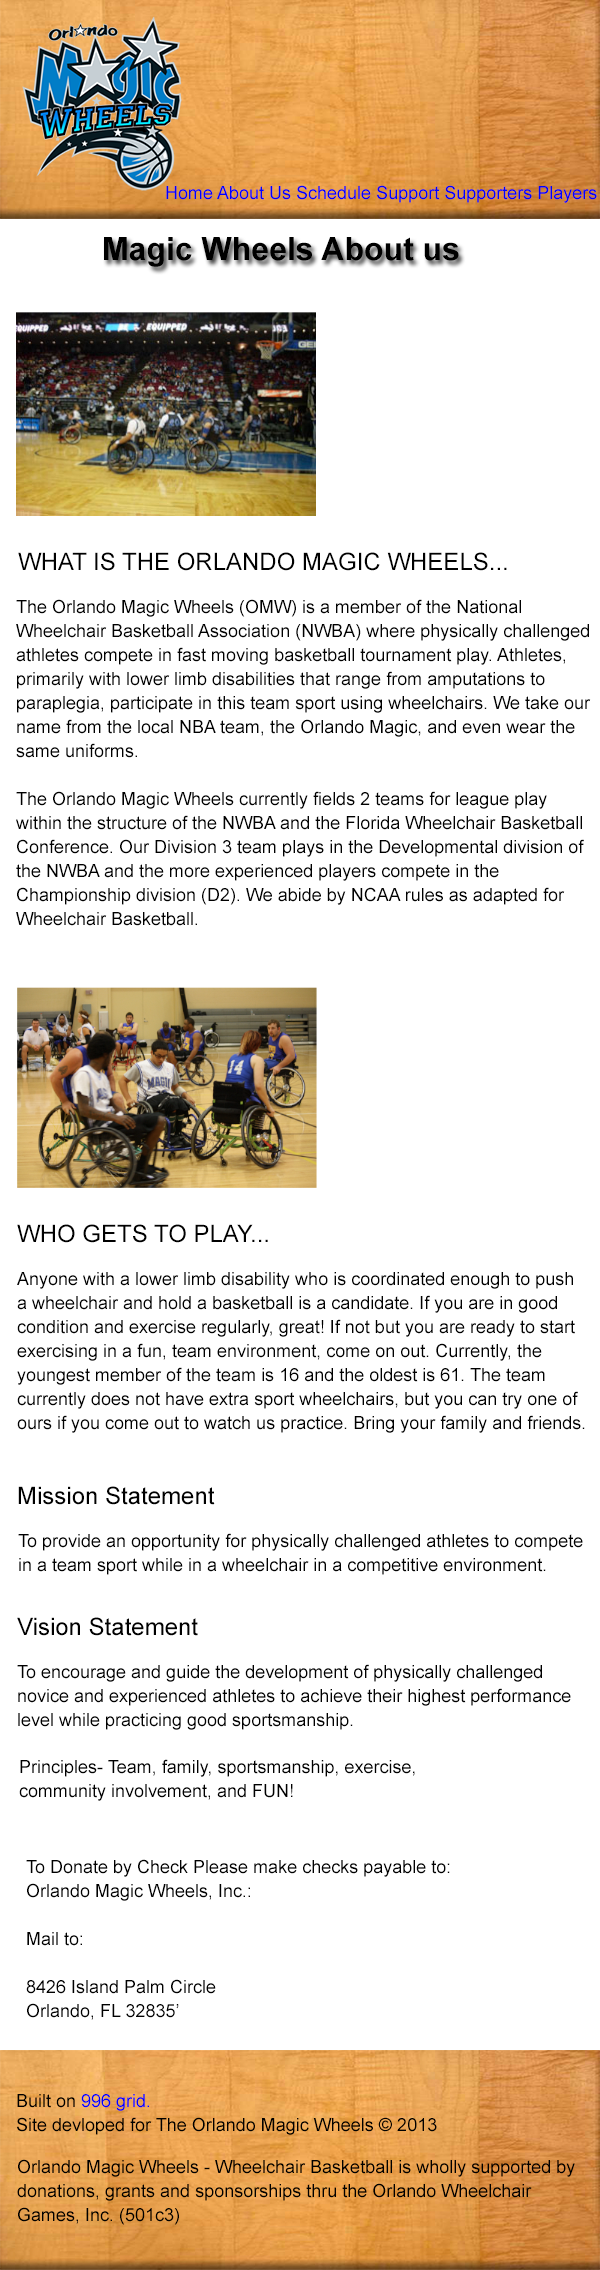 Orlando
MAGIC
WHEELS
Home About Us Schedule Support Supporters Players
Magic Wheels About us
EQUIPPED
EQUIPPED
MAGIC
14
WHAT IS THE ORLANDO MAGIC WHEELS...
The Orlando Magic Wheels (OMW) is a member of the National
Wheelchair Basketball Association (NWBA) where physically challenged
athletes compete in fast moving basketball tournament play. Athletes,
primarily with lower limb disabilities that range from amputations to
paraplegia, participate in this team sport using wheelchairs. We take our
name from the local NBA team, the Orlando Magic, and even wear the
same uniforms.
The Orlando Magic Wheels currently fields 2 teams for league play
within the structure of the NWBA and the Florida Wheelchair Basketball
Conference. Our Division 3 team plays in the Developmental division of
the NWBA and the more experienced players compete in the
Championship division (D2). We abide by NCAA rules as adapted for
Wheelchair Basketball.
WHO GETS TO PLAY...
Anyone with a lower limb disability who is coordinated enough to push
a wheelchair and hold a basketball is a candidate. If you are in good
condition and exercise regularly, great! If not but you are ready to start
exercising in a fun, team environment, come on out. Currently, the
youngest member of the team is 16 and the oldest is 61. The team
currently does not have extra sport wheelchairs, but you can try one of
ours if you come out to watch us practice. Bring your family and friends.
Mission Statement
To provide an opportunity for physically challenged athletes to compete
in a team sport while in a wheelchair in a competitive environment.
Vision Statement
To encourage and guide the development of physically challenged
novice and experienced athletes to achieve their highest performance
level while practicing good sportsmanship.
Principles- Team, family, sportsmanship, exercise,
community involvement, and FUN!
To Donate by Check Please make checks payable to:
Orlando Magic Wheels, Inc.:
Mail to:
8426 Island Palm Circle
Orlando, FL 32835’
Built on 996 grid.
Site devloped for The Orlando Magic Wheels © 2013
Orlando Magic Wheels - Wheelchair Basketball is wholly supported by
donations, grants and sponsorships thru the Orlando Wheelchair
Games, Inc. (501c3)